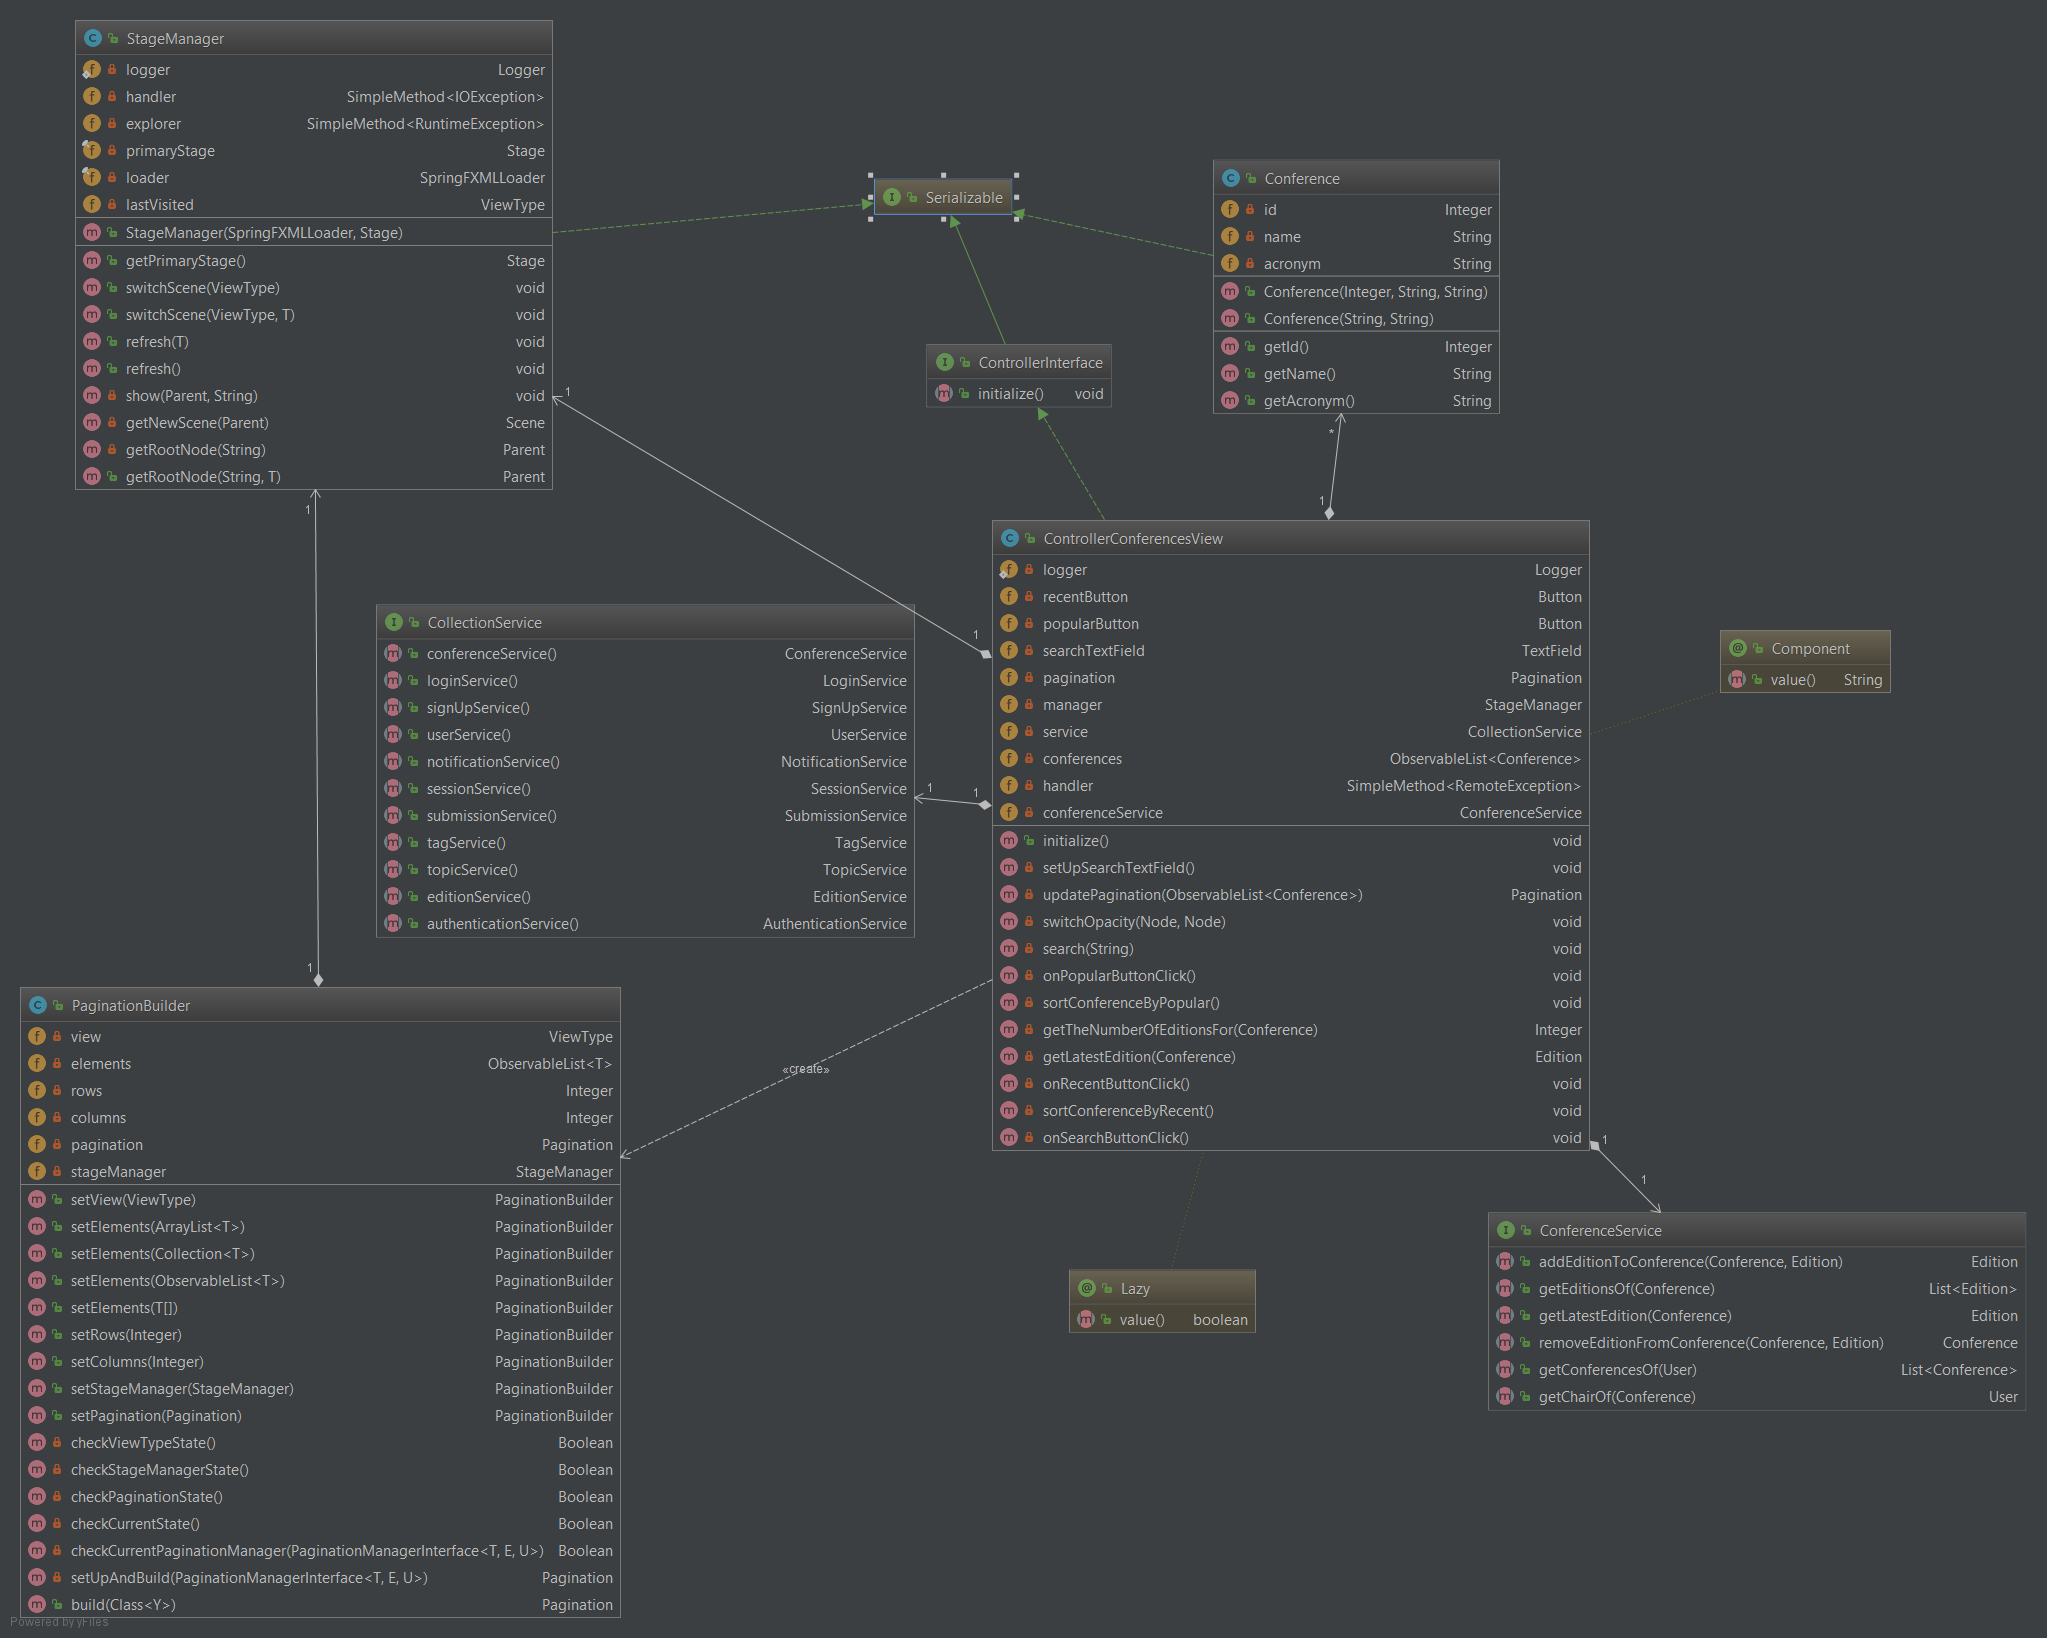 StageManager
logger Logger
handler SimpleMethod<IOException>
explorer SimpleMethod<RuntimeException>
primaryStage Stage
loader SpringFXMLLoader
lastVisited ViewType
StageManager(SpringFXMLLoader, Stage)
getPrimaryStage() Stage
switchScene(ViewType) void
switchScene(ViewType, T) void
refresh(T) void
refresh() void
show(Parent, String) void
getNewScene(Parent) Scene
getRootNode(String) Parent
getRootNode(String, T) Parent
Serializable
Conference
id Integer
name String
acronym String
Conference(Integer, String, String)
Conference(String, String)
getId() Integer
getName() String
getAcronym() String
ControllerInterface
initialize() void
1
1
*
1
ControllerConferencesView
logger Logger
recentButton Button
popularButton Button
searchTextField TextField
pagination Pagination
manager StageManager
service CollectionService
conferences ObservableList<Conference>
handler SimpleMethod<RemoteException>
conferenceService ConferenceService
initialize() void
setUpSearchTextField() void
updatePagination(ObservableList<Conference>) Pagination
switchOpacity(Node, Node) void
search(String) void
onPopularButtonClick() void
sortConferenceByPopular() void
getTheNumberOfEditionsFor(Conference) Integer
getLatestEdition(Conference) Edition
onRecentButtonClick() void
sortConferenceByRecent() void
onSearchButtonClick() void
CollectionService
conferenceService() ConferenceService
loginService() LoginService
signUpService() SignUpService
userService() UserService
notificationService() NotificationService
sessionService() SessionService
submissionService() SubmissionService
tagService() TagService
topicService() TopicService
editionService() EditionService
authenticationService() AuthenticationService
1
1
1
Component
value() String
1
PaginationBuilder
view ViewType
elements ObservableList<T>
rows Integer
columns Integer
pagination Pagination
stageManager StageManager
setView(ViewType) PaginationBuilder
setElements(ArrayList<T>) PaginationBuilder
setElements(Collection<T>) PaginationBuilder
setElements(ObservableList<T>) PaginationBuilder
setElements(T[]) PaginationBuilder
setRows(Integer) PaginationBuilder
setColumns(Integer) PaginationBuilder
setStageManager(StageManager) PaginationBuilder
setPagination(Pagination) PaginationBuilder
checkViewTypeState() Boolean
checkStageManagerState() Boolean
checkPaginationState() Boolean
checkCurrentState() Boolean
checkCurrentPaginationManager(PaginationManagerInterface<T, E, U>) Boolean
setUpAndBuild(PaginationManagerInterface<T, E, U>) Pagination
build(Class<Y>) Pagination
«create»
1
1
Lazy
value() boolean
ConferenceService
addEditionToConference(Conference, Edition) Edition
getEditionsOf(Conference) List<Edition>
getLatestEdition(Conference) Edition
removeEditionFromConference(Conference, Edition) Conference
getConferencesOf(User) List<Conference>
getChairOf(Conference) User
Powered by yFiles